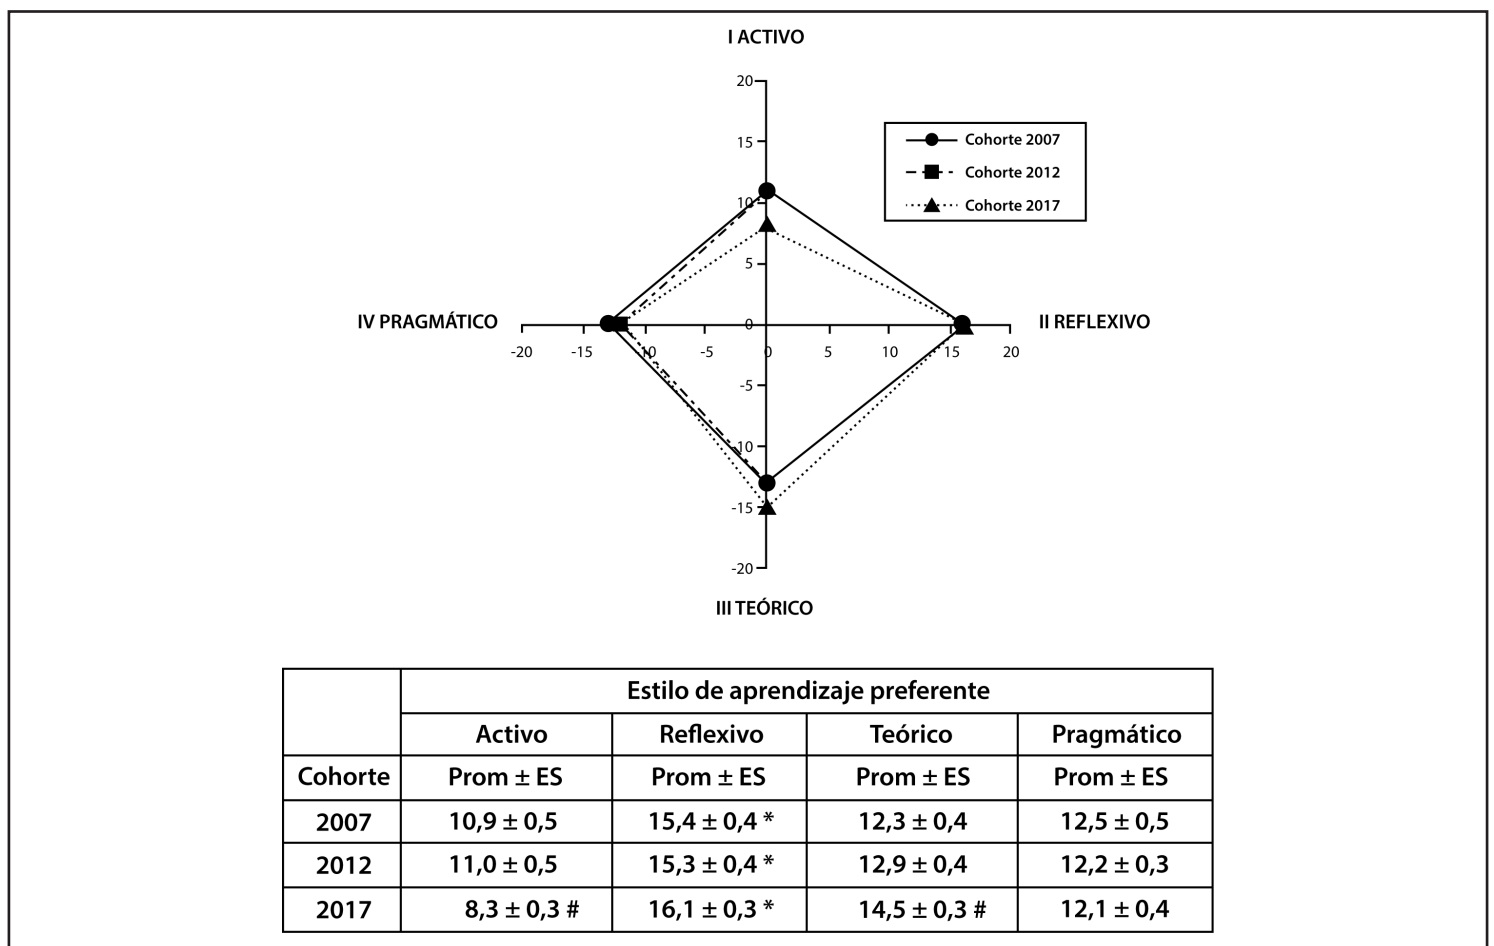 I ACTIVO
20
15
10
5
0
-5
-10
-15
-20
Cohorte 2007
Cohorte 2012
Cohorte 2017
IV PRAGMÁTICO
II REFLEXIVO
-20 -15 -10 -5 0 5 10 15 20
III TEÓRICO
Estilo de aprendizaje preferente
Activo Reflexivo Teórico Pragmático
Cohorte Prom ± ES Prom ± ES Prom ± ES Prom ± ES
2007 10,9 ± 0,5 15,4 ± 0,4 * 12,3 ± 0,4 12,5 ± 0,5
2012 11,0 ± 0,5 15,3 ± 0,4 * 12,9 ± 0,4 12,2 ± 0,3
2017 8,3 ± 0,3 # 16,1 ± 0,3 * 14,5 ± 0,3 # 12,1 ± 0,4